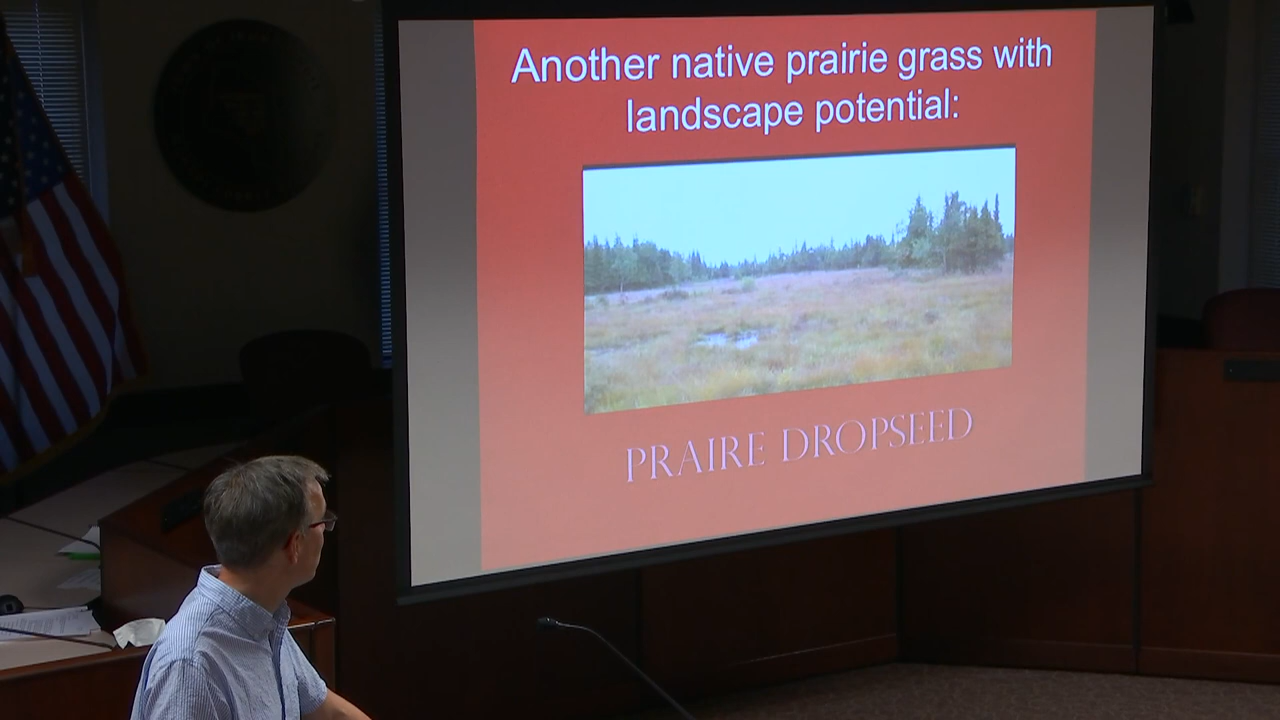 Another native prairie grass with
landscape potential:
PRAIRE DROPSEED